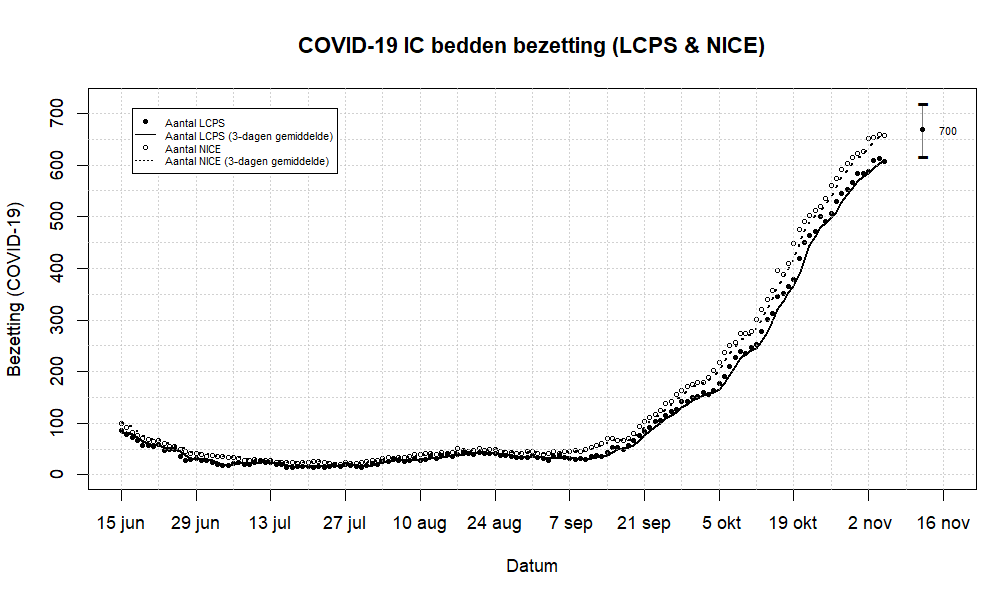 COVID-19 IC bedden bezetting (LCPS & NICE)
Aantal LCPS
Aantal LCPS (3-dagen gemiddelde)
Aantal NICE
Aantal NICE (3-dagen gemiddelde)
700
Bezetting (COVID-19)
700
600
500
400
300
200
100
0
15 jun 29 jun 13 jul 27 jul 10 aug 24 aug 7 sep 21 sep 5 okt 19 okt 2 nov 16 nov
Datum